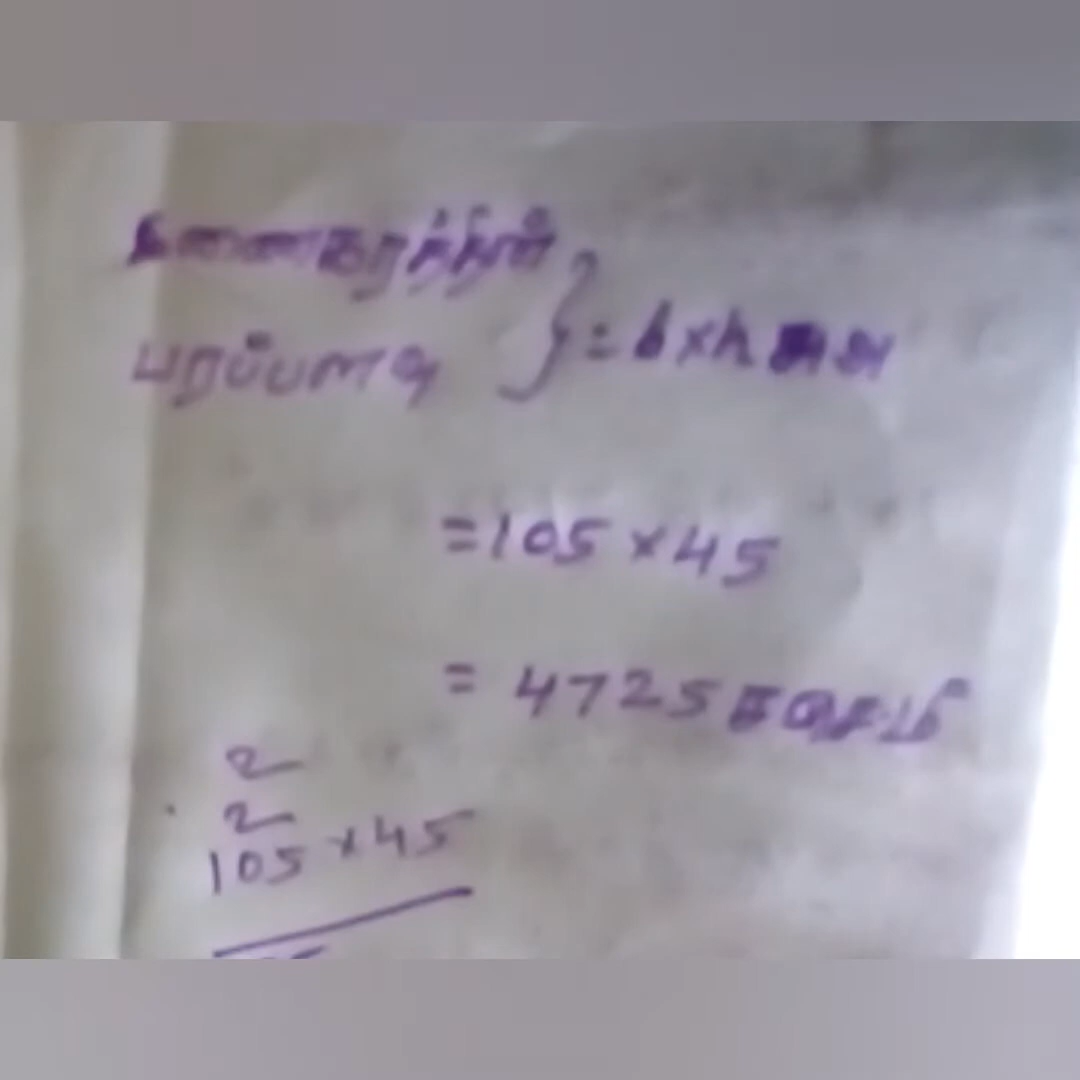 இணைகரத்தின்
பரப்பளவு } = b x h ச.அ
= 105 x 45
= 4725 ச.செ.மீ
2
2
105 x 45